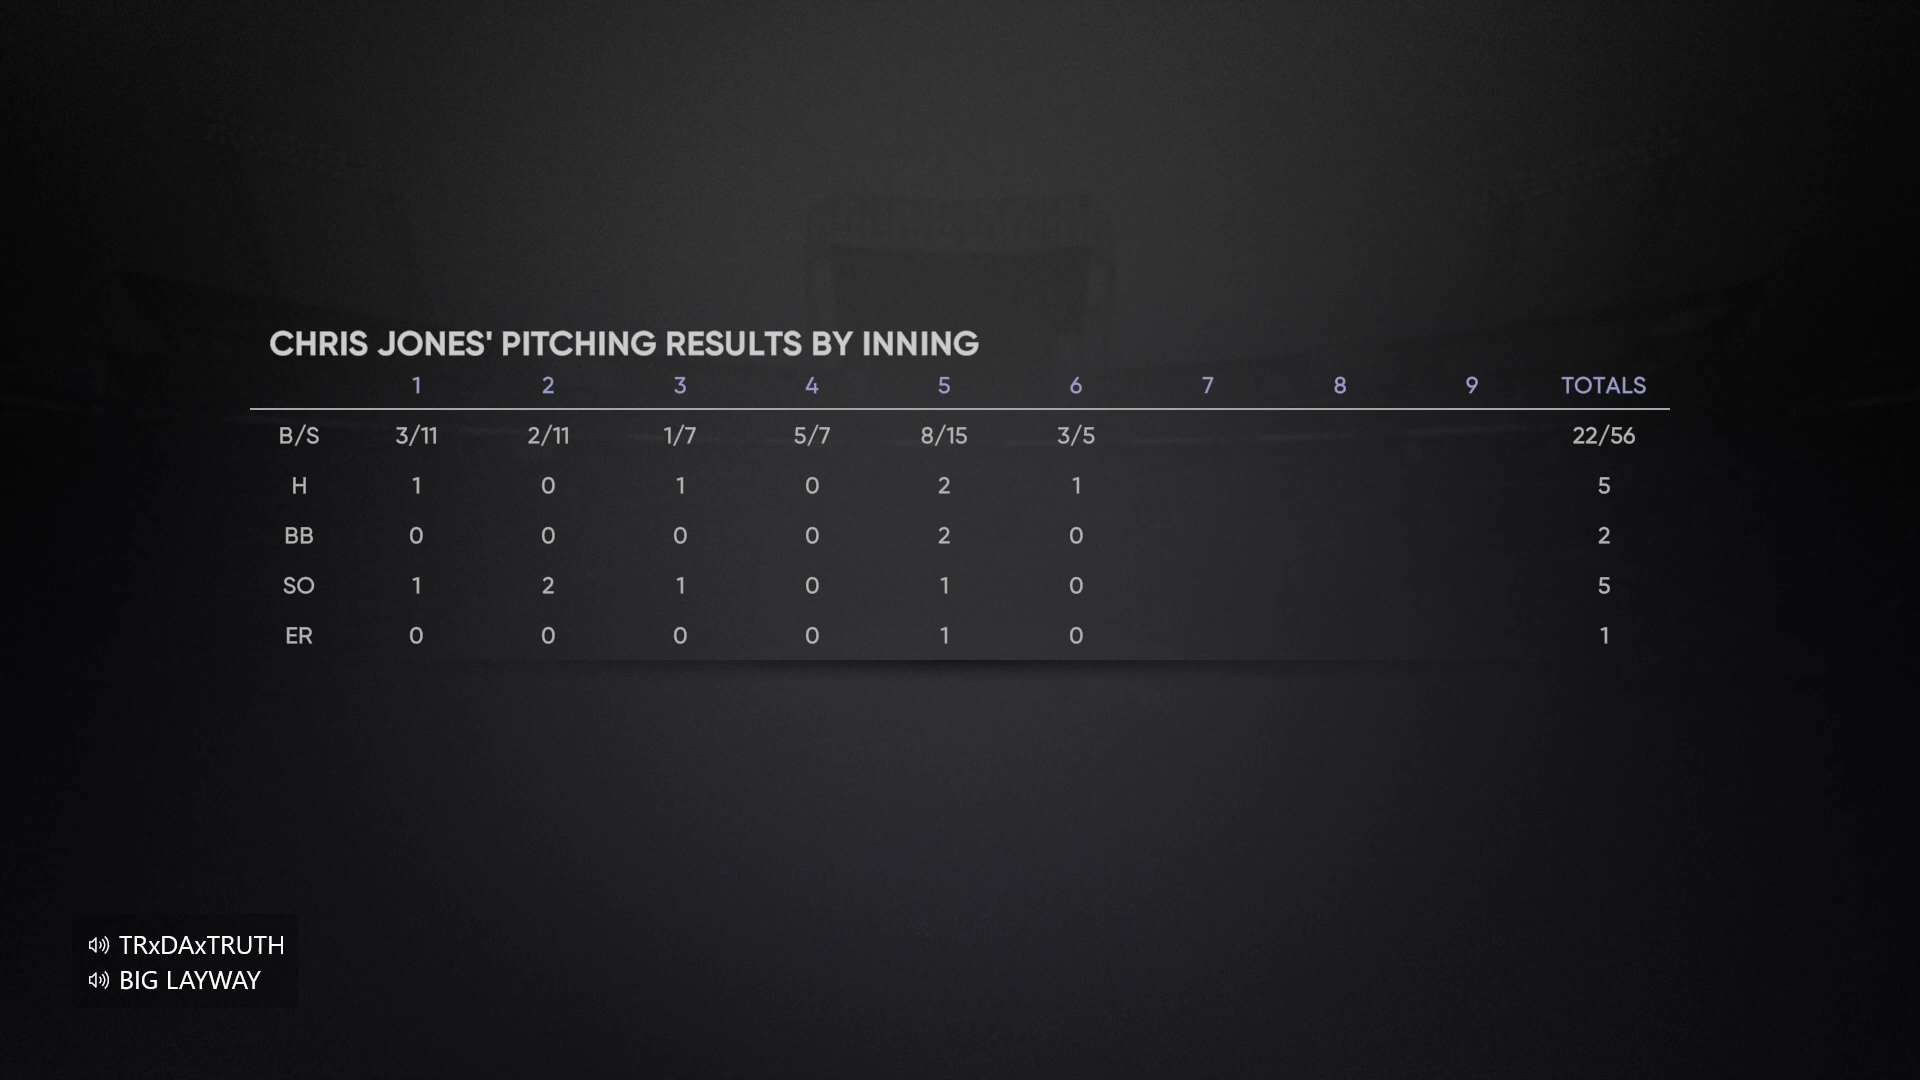 CHRIS JONES' PITCHING RESULTS BY INNING
1 2 3 4 5 6 7 8 9 TOTALS
B/S 3/11 2/11 1/7 5/7 8/15 3/5 22/56
H 1 0 1 0 2 1 5
BB 0 0 0 0 2 0 2
SO 1 2 1 0 1 0 5
ER 0 0 0 0 1 0 1
TRxDAxTRUTH
BIG LAYWAY